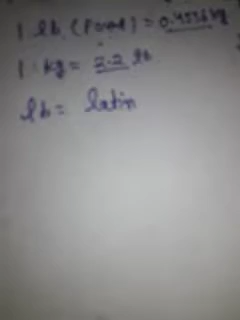 1 lb (Pound) = 0.4536 kg
1 kg = 2.2 lb
lb = latin